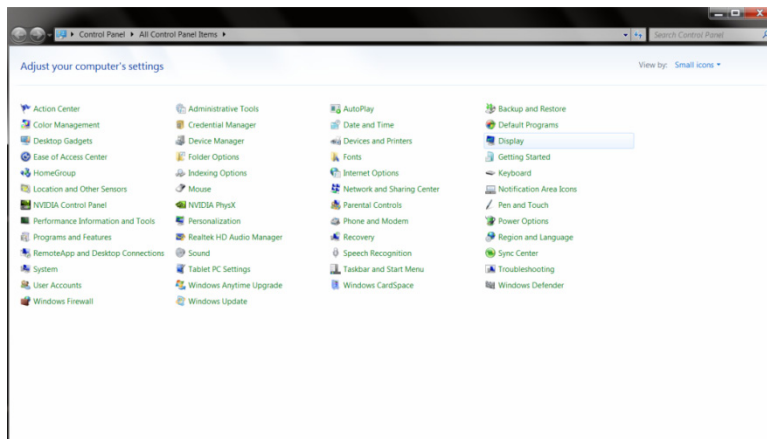 Control Panel All Control Panel Items
Search Control Panel
Adjust your computer's settings
View by: Small icons
Action Center Administrative Tools AutoPlay Backup and Restore
Color Management Credential Manager Date and Time Default Programs
Desktop Gadgets Device Manager Devices and Printers Display
Ease of Access Center Folder Options Fonts Getting Started
HomeGroup Indexing Options Internet Options Keyboard
Location and Other Sensors Mouse Network and Sharing Center Notification Area Icons
NVIDIA Control Panel NVIDIA PhysX Parental Controls Pen and Touch
Performance Information and Tools Personalization Phone and Modem Power Options
Programs and Features Realtek HD Audio Manager Recovery Region and Language
RemoteApp and Desktop Connections Sound Speech Recognition Sync Center
System Tablet PC Settings Taskbar and Start Menu Troubleshooting
User Accounts Windows Anytime Upgrade Windows CardSpace Windows Defender
Windows Firewall Windows Update